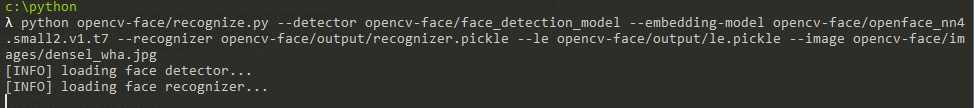 c:\python
λ python opencv-face/recognize.py --detector opencv-face/face_detection_model --embedding-model opencv-face/openface_nn4
.small2.v1.t7 --recognizer opencv-face/output/recognizer.pickle --le opencv-face/output/le.pickle --image opencv-face/im
ages/densel_wha.jpg
[INFO] loading face detector...
[INFO] loading face recognizer...